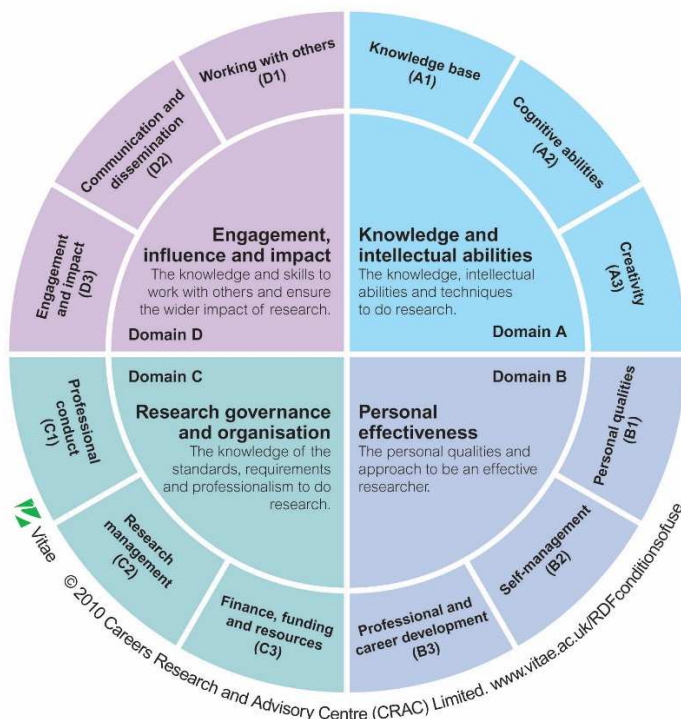 Knowledge base
(A1)
Cognitive abilities
(A2)
Creativity
(A3)
Knowledge and
intellectual abilities
The knowledge, intellectual
abilities and techniques
to do research.
Domain A
Domain B
Personal
effectiveness
The personal qualities and
approach to be an effective
researcher.
Personal qualities
(B1)
Self-management
(B2)
Professional and
career development
(B3)
Domain C
Research governance
and organisation
The knowledge of the
standards, requirements
and professionalism to do
research.
Professional
conduct
(C1)
Research
management
(C2)
Finance, funding
and resources
(C3)
Working with others
(D1)
Communication and
dissemination
(D2)
Engagement
and impact
(D3)
Engagement,
influence and impact
The knowledge and skills to
work with others and ensure
the wider impact of research.
Domain D
Vitae
© 2010 Careers Research and Advisory Centre (CRAC) Limited. www.vitae.ac.uk/RDFconditionsofuse